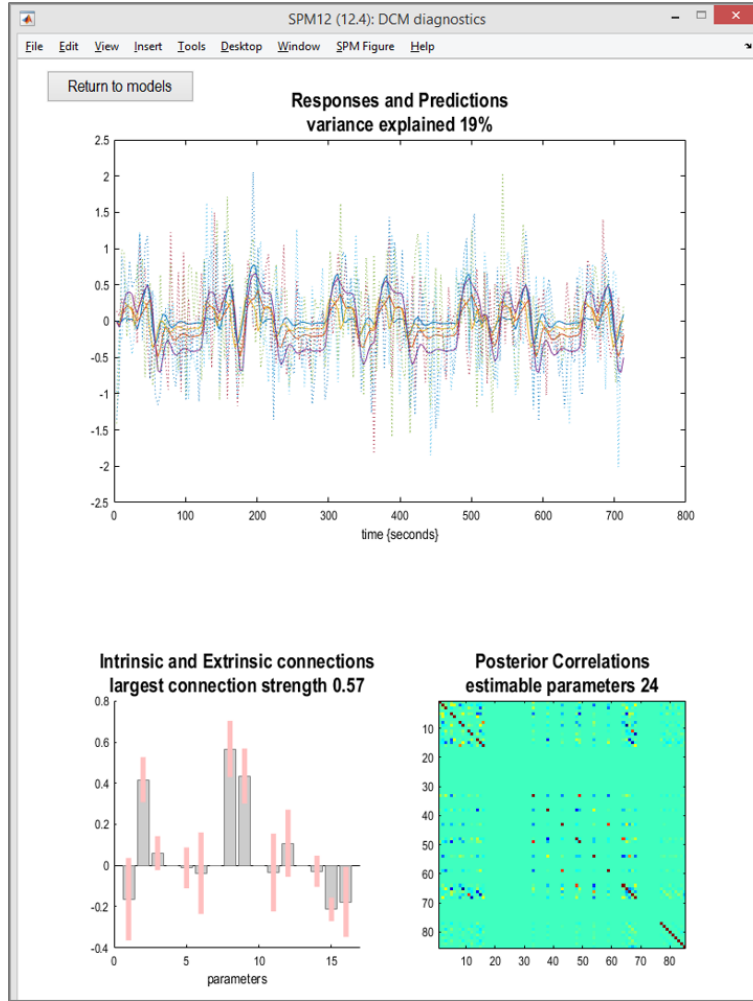 SPM12 (12.4): DCM diagnostics
File Edit View Insert Tools Desktop Window SPM Figure Help
Return to models
Responses and Predictions
variance explained 19%
2.5
2
1.5
1
0.5
0
-0.5
-1
-1.5
-2
-2.5
0 100 200 300 400 500 600 700 800
time {seconds}
Intrinsic and Extrinsic connections
largest connection strength 0.57
0.8
0.6
0.4
0.2
0
-0.2
-0.4
0 5 10 15
parameters
Posterior Correlations
estimable parameters 24
10
20
30
40
50
60
70
80
10 20 30 40 50 60 70 80